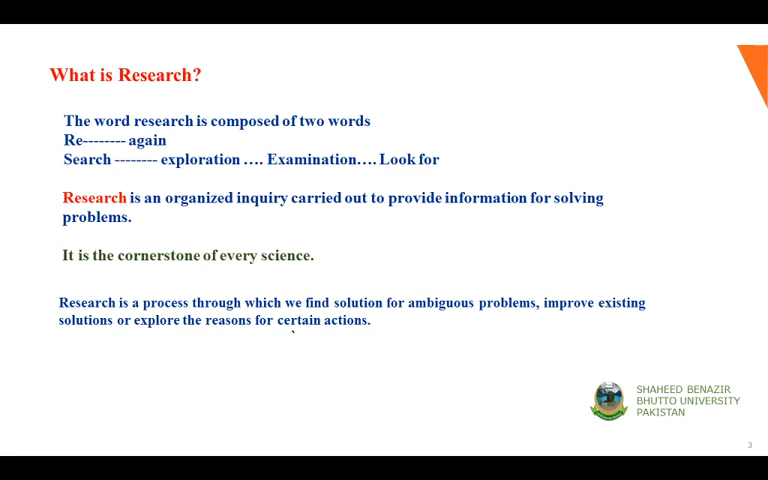 What is Research?
The word research is composed of two words
Re-------- again
Search -------- exploration …. Examination…. Look for
Research is an organized inquiry carried out to provide information for solving
problems.
It is the cornerstone of every science.
Research is a process through which we find solution for ambiguous problems, improve existing
solutions or explore the reasons for certain actions.
`
SHAHEED BENAZIR
BHUTTO UNIVERSITY
PAKISTAN
3